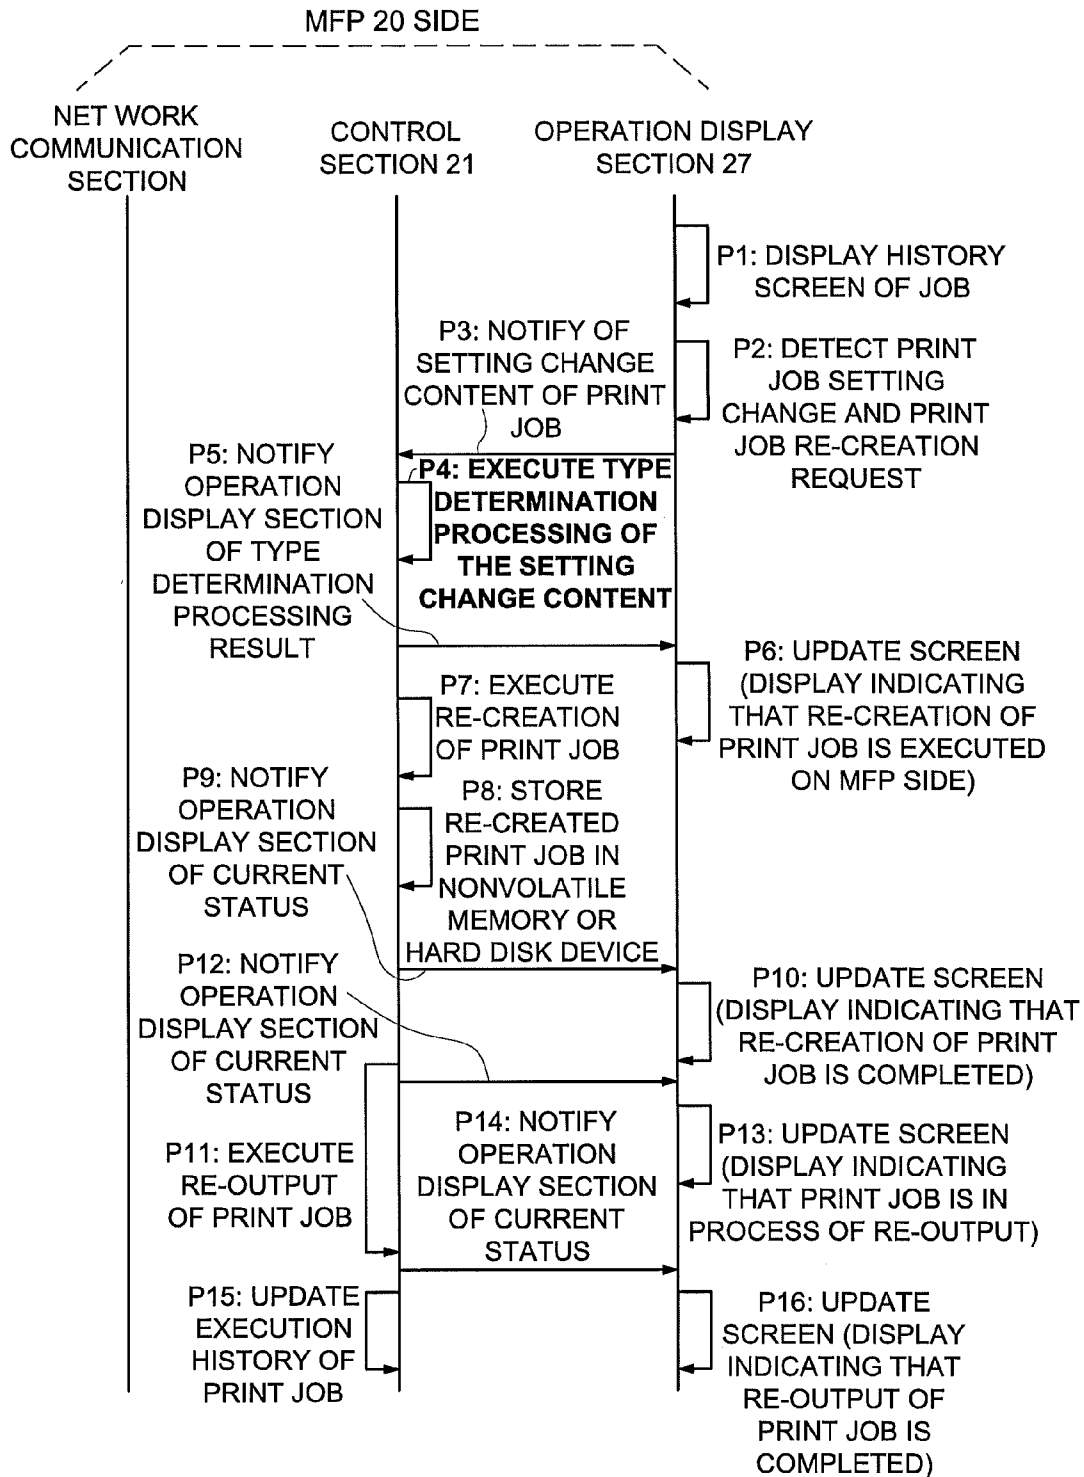 MFP 20 SIDE
NET WORK
COMMUNICATION
SECTION
CONTROL
SECTION 21
OPERATION DISPLAY
SECTION 27
P1: DISPLAY HISTORY
SCREEN OF JOB
P2: DETECT PRINT
JOB SETTING
CHANGE AND PRINT
JOB RE-CREATION
REQUEST
P3: NOTIFY OF
SETTING CHANGE
CONTENT OF PRINT
JOB
P4: EXECUTE TYPE
DETERMINATION
PROCESSING OF
THE SETTING
CHANGE CONTENT
P5: NOTIFY
OPERATION
DISPLAY SECTION
OF TYPE
DETERMINATION
PROCESSING
RESULT
P6: UPDATE SCREEN
(DISPLAY INDICATING
THAT RE-CREATION OF
PRINT JOB IS EXECUTED
ON MFP SIDE)
P7: EXECUTE
RE-CREATION
OF PRINT JOB
P8: STORE
RE-CREATED
PRINT JOB IN
NONVOLATILE
MEMORY OR
HARD DISK DEVICE
P9: NOTIFY
OPERATION
DISPLAY SECTION
OF CURRENT
STATUS
P10: UPDATE SCREEN
(DISPLAY INDICATING THAT
RE-CREATION OF PRINT
JOB IS COMPLETED)
P12: NOTIFY
OPERATION
DISPLAY SECTION
OF CURRENT
STATUS
P11: EXECUTE
RE-OUTPUT
OF PRINT JOB
P13: UPDATE SCREEN
(DISPLAY INDICATING
THAT PRINT JOB IS IN
PROCESS OF RE-OUTPUT)
P14: NOTIFY
OPERATION
DISPLAY SECTION
OF CURRENT
STATUS
P15: UPDATE
EXECUTION
HISTORY OF
PRINT JOB
P16: UPDATE
SCREEN (DISPLAY
INDICATING THAT
RE-OUTPUT OF
PRINT JOB IS
COMPLETED)